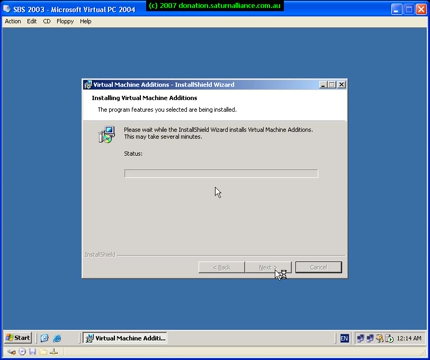 (c) 2007 donation.saturnalliance.com.au
SBS 2003 - Microsoft Virtual PC 2004
Action Edit CD Floppy Help
Virtual Machine Additions - InstallShield Wizard
Installing Virtual Machine Additions
The program features you selected are being installed.
Please wait while the InstallShield Wizard installs Virtual Machine Additions.
This may take several minutes.
Status:
InstallShield
< Back Next > Cancel
Start Virtual Machine Additi... EN 12:14 AM